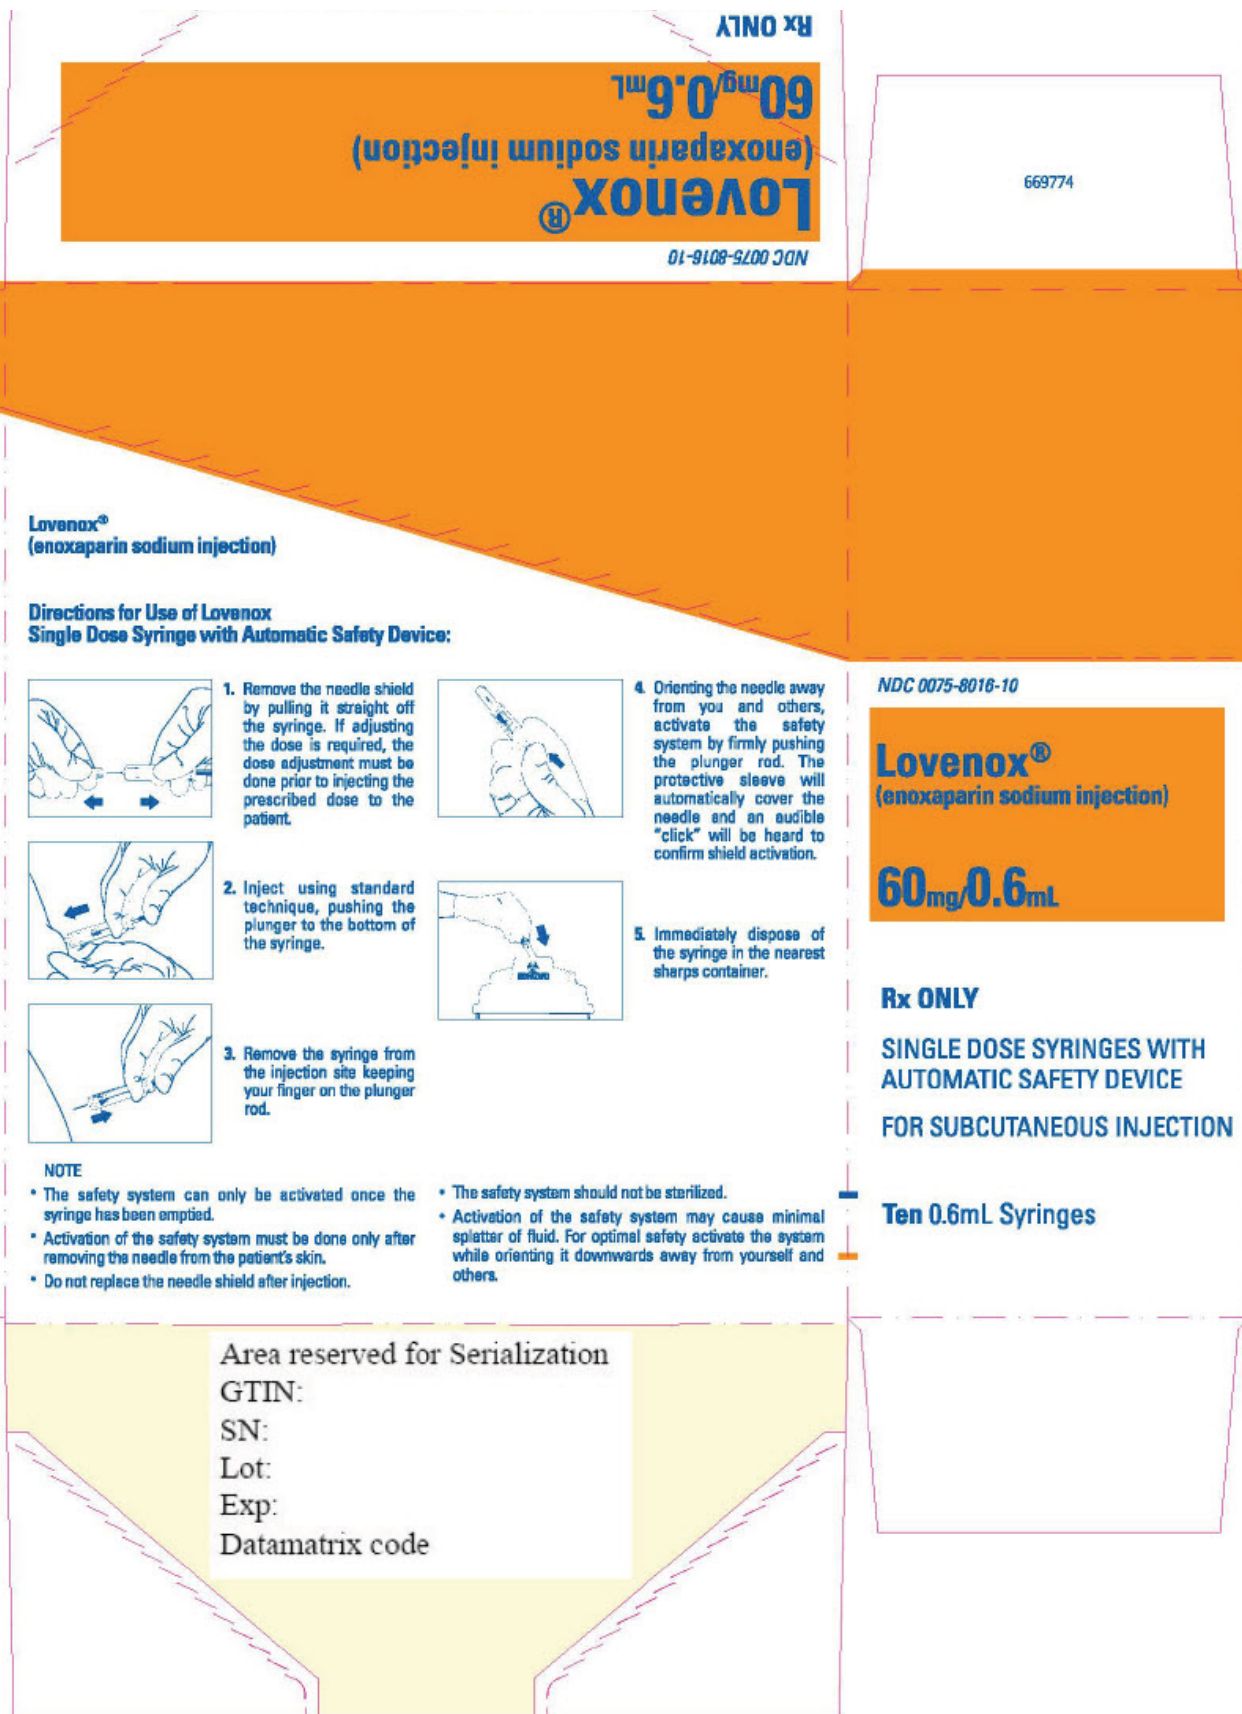 Rx ONLY
60mg/0.6mL
(enoxaparin sodium injection)
Lovenox®
NDC 0075-8016-10
669774
Lovenox®
(enoxaparin sodium injection)
Directions for Use of Lovenox
Single Dose Syringe with Automatic Safety Device:
1. Remove the needle shield
by pulling it straight off
the syringe. If adjusting
the dose is required, the
dose adjustment must be
done prior to injecting the
prescribed dose to the
patient.
2. Inject using standard
technique, pushing the
plunger to the bottom of
the syringe.
3. Remove the syringe from
the injection site keeping
your finger on the plunger
rod.
4. Orienting the needle away
from you and others,
activate the safety
system by firmly pushing
the plunger rod. The
protective sleeve will
automatically cover the
needle and an audible
"click" will be heard to
confirm shield activation.
5. Immediately dispose of
the syringe in the nearest
sharps container.
NOTE
• The safety system can only be activated once the
syringe has been emptied.
• Activation of the safety system must be done only after
removing the needle from the patient's skin.
• Do not replace the needle shield after injection.
• The safety system should not be sterilized.
• Activation of the safety system may cause minimal
splatter of fluid. For optimal safety activate the system
while orienting it downwards away from yourself and
others.
NDC 0075-8016-10
Lovenox®
(enoxaparin sodium injection)
60mg/0.6mL
Rx ONLY
SINGLE DOSE SYRINGES WITH
AUTOMATIC SAFETY DEVICE
FOR SUBCUTANEOUS INJECTION
Ten 0.6mL Syringes
Area reserved for Serialization
GTIN:
SN:
Lot:
Exp:
Datamatrix code